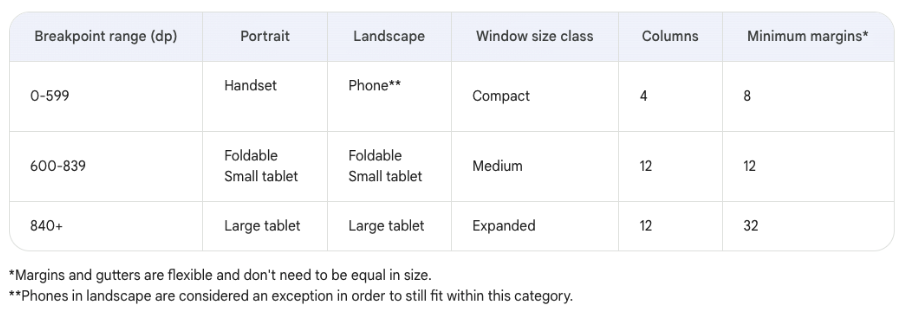 Breakpoint range (dp) Portrait Landscape Window size class Columns Minimum margins*
0-599 Handset Phone** Compact 4 8
600-839 Foldable Small tablet Foldable Small tablet Medium 12 12
840+ Large tablet Large tablet Expanded 12 32
*Margins and gutters are flexible and don't need to be equal in size.
**Phones in landscape are considered an exception in order to still fit within this category.